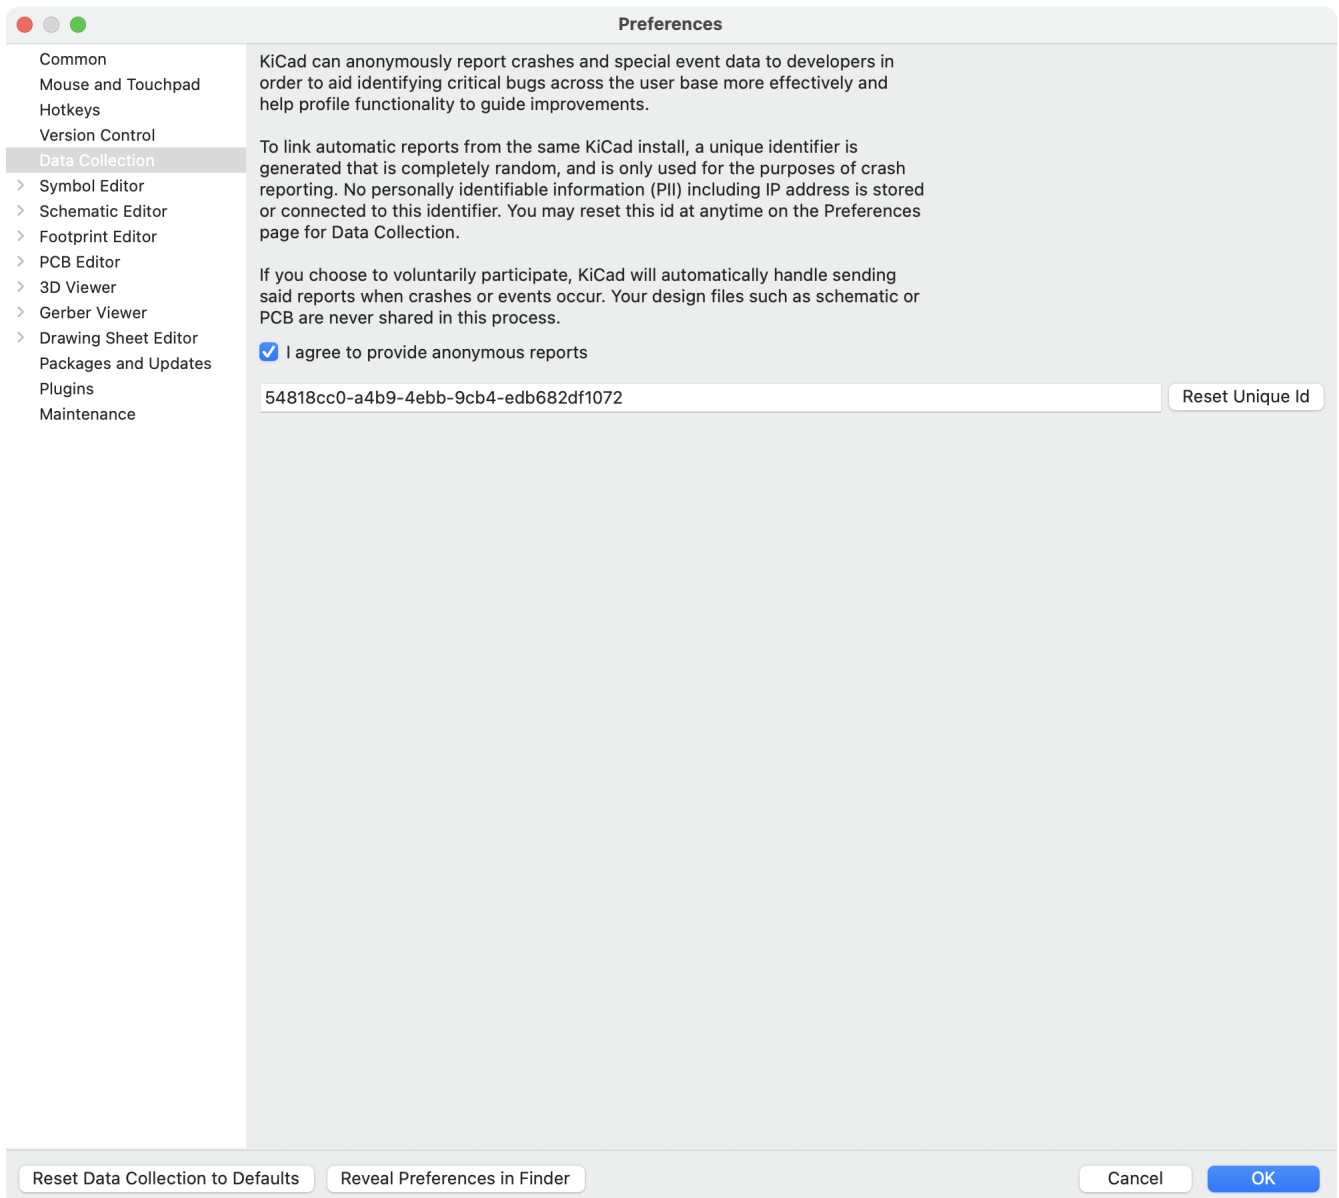 Preferences
Common
Mouse and Touchpad
Hotkeys
Version Control
Data Collection
Symbol Editor
Schematic Editor
Footprint Editor
PCB Editor
3D Viewer
Gerber Viewer
Drawing Sheet Editor
Packages and Updates
Plugins
Maintenance
KiCad can anonymously report crashes and special event data to developers in
order to aid identifying critical bugs across the user base more effectively and
help profile functionality to guide improvements.
To link automatic reports from the same KiCad install, a unique identifier is
generated that is completely random, and is only used for the purposes of crash
reporting. No personally identifiable information (PII) including IP address is stored
or connected to this identifier. You may reset this id at anytime on the Preferences
page for Data Collection.
If you choose to voluntarily participate, KiCad will automatically handle sending
said reports when crashes or events occur. Your design files such as schematic or
PCB are never shared in this process.
I agree to provide anonymous reports
54818cc0-a4b9-4ebb-9cb4-edb682df1072
Reset Unique Id
Reset Data Collection to Defaults
Reveal Preferences in Finder
Cancel
OK